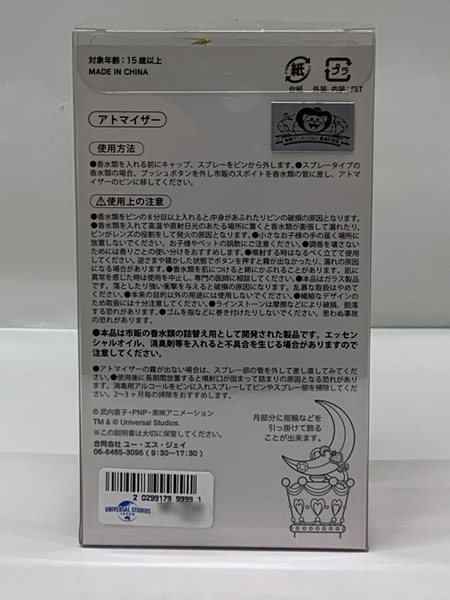 対象年齢：15歳以上
MADE IN CHINA
紙
プラ
台紙
外装、内装:PET
アトマイザー
使用方法
●香水類を入れる前にキャップ、スプレーをビンから外します。●スプレータイプの
香水類の場合、プッシュボタンを外し市販のスポイトを香水類の管に差し、アトマ
イザーのビンに移してください。
⚠使用上の注意
●香水類をビンの8分目以上入れると中身があふれたりビンの破損の原因となります。
●香水類を入れて高温や直射日光のあたる場所に置くと香水類が膨張して漏れたり、
ビンがレンズの役割をして発火の原因となります。●小さなお子様の手の届く場所に
放置しないでください。お子様やペットの誤飲にご注意ください。●調香を壊さない
ためには香りごとの使い分けをおすすめします。●噴射する時はなるべく立てて使用
してください。逆さまや寝かした状態でボタンを押すと霧が出なかったり、漏れの原因
になる場合があります。●香水類を肌につけると稀にかぶれることがあります。肌に
異常を感じた時は使用を中止し、専門の医師に相談してください。●本品はガラス製品
です。落としたり強い衝撃を与えると破損の原因となります。乱暴な取扱はやめてく
ださい。●本来の目的以外の用途には使用しないでください。●繊細なデザインの
ため取扱には十分注意してください。●ラインストーンは摩擦などにより破損、脱落
する恐れがあります。●ゴムを指などに巻き付けたりしないでください。思わぬ事故
の恐れがあります。
●本品は市販の香水類の詰替え用として開発された製品です。エッセン
シャルオイル、消臭剤等を入れると不具合を生じる場合がありますので
注意してください。
●アトマイザーの霧が出ない場合は、スプレー部の管を外して差し直してみてくださ
い。●使用後に長期間放置すると噴射口が固まって詰まりの原因となる恐れがありま
す。消毒用アルコールをビンに入れスプレーしてビンやスプレー部を掃除してください。
2～3ヶ月毎の掃除をおすすめします。
© 武内直子・PNP・東映アニメーション
TM & © Universal Studios.
※この説明書は大切に保管してください。
合同会社 ユー・エス・ジェイ
06-6465-3095（9:30～17:30）
月部分に指輪などを
引っ掛けて飾る
ことが出来ます。
2 0299179 9999 1
UNIVERSAL STUDIOS
JAPAN